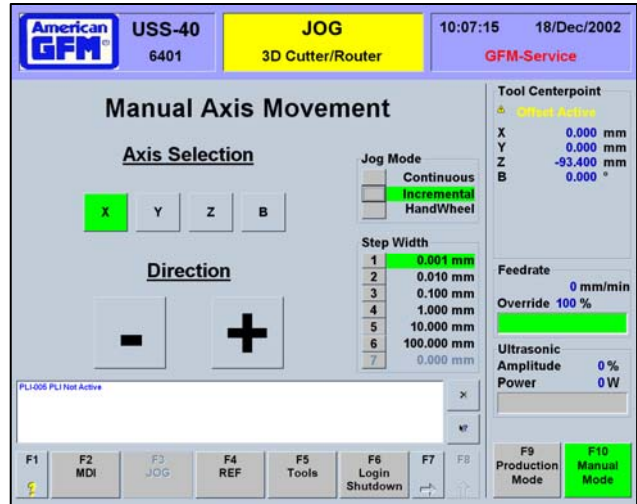 American
GFM®
USS-40
6401
JOG
3D Cutter/Router
10:07:15 18/Dec/2002
GFM-Service
Manual Axis Movement
Axis Selection
X Y Z B
Direction
- +
Jog Mode
Continuous
Incremental
HandWheel
Step Width
1 0.001 mm
2 0.010 mm
3 0.100 mm
4 1.000 mm
5 10.000 mm
6 100.000 mm
7 0.000 mm
Tool Centerpoint
Offset Active
X 0.000 mm
Y 0.000 mm
Z -93.400 mm
B 0.000 °
Feedrate
0 mm/min
Override 100 %
Ultrasonic
Amplitude 0 %
Power 0 W
PLI-005 PLI Not Active
F1
F2 MDI
F3 JOG
F4 REF
F5 Tools
F6 Login Shutdown
F7
F8
F9 Production Mode
F10 Manual Mode